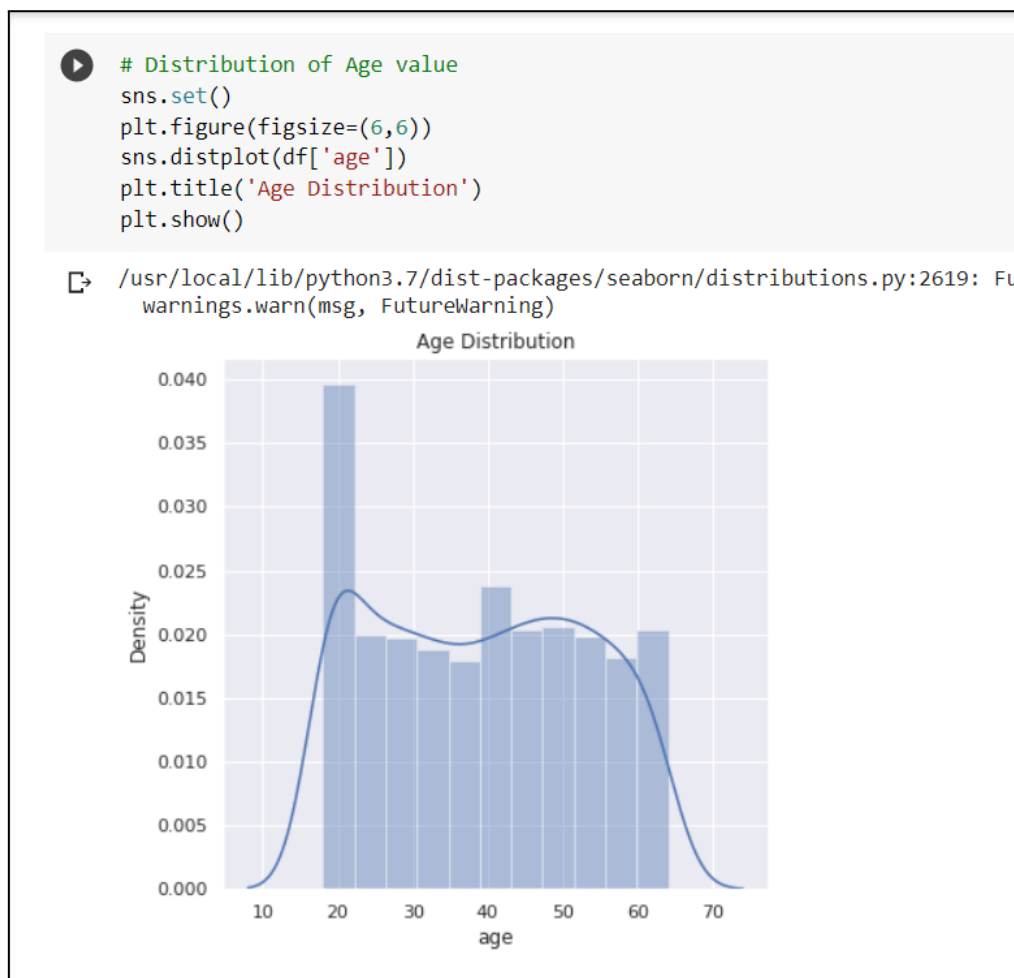 # Distribution of Age value
sns.set()
plt.figure(figsize=(6,6))
sns.distplot(df['age'])
plt.title('Age Distribution')
plt.show()
/usr/local/lib/python3.7/dist-packages/seaborn/distributions.py:2619: Fu
warnings.warn(msg, FutureWarning)
Age Distribution
0.040
0.035
0.030
0.025
0.020
0.015
0.010
0.005
0.000
Density
10 20 30 40 50 60 70
age